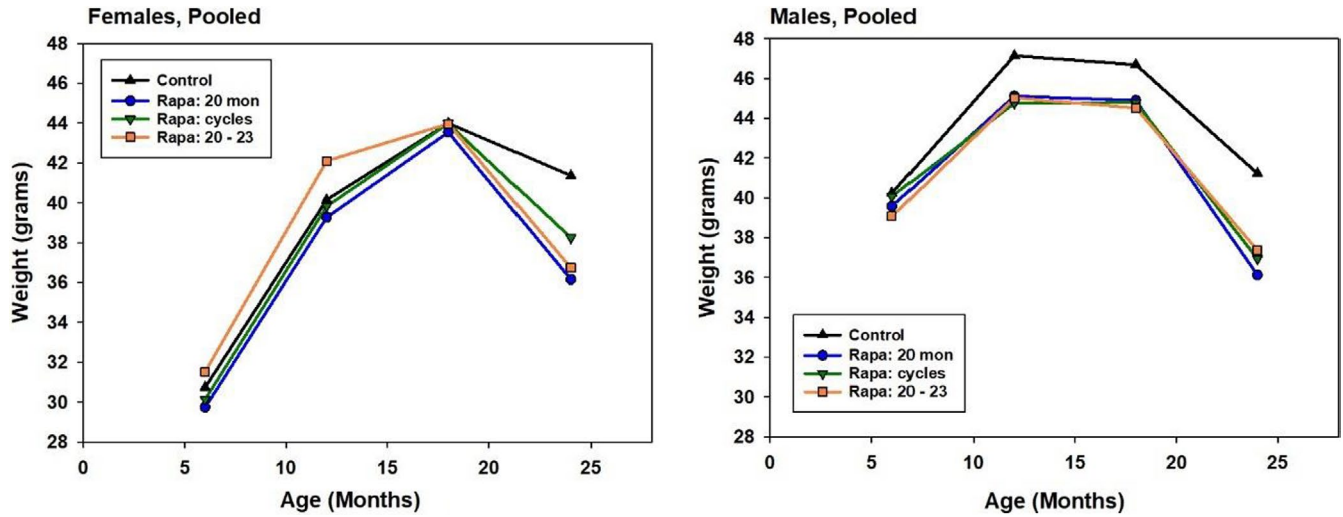 Females, Pooled
48
46
44
42
40
38
36
34
32
30
28
Weight (grams)
Control
Rapa: 20 mon
Rapa: cycles
Rapa: 20 - 23
0
5
10
15
20
25
Age (Months)
Males, Pooled
48
46
44
42
40
38
36
34
32
30
28
Weight (grams)
Control
Rapa: 20 mon
Rapa: cycles
Rapa: 20 - 23
0
5
10
15
20
25
Age (Months)